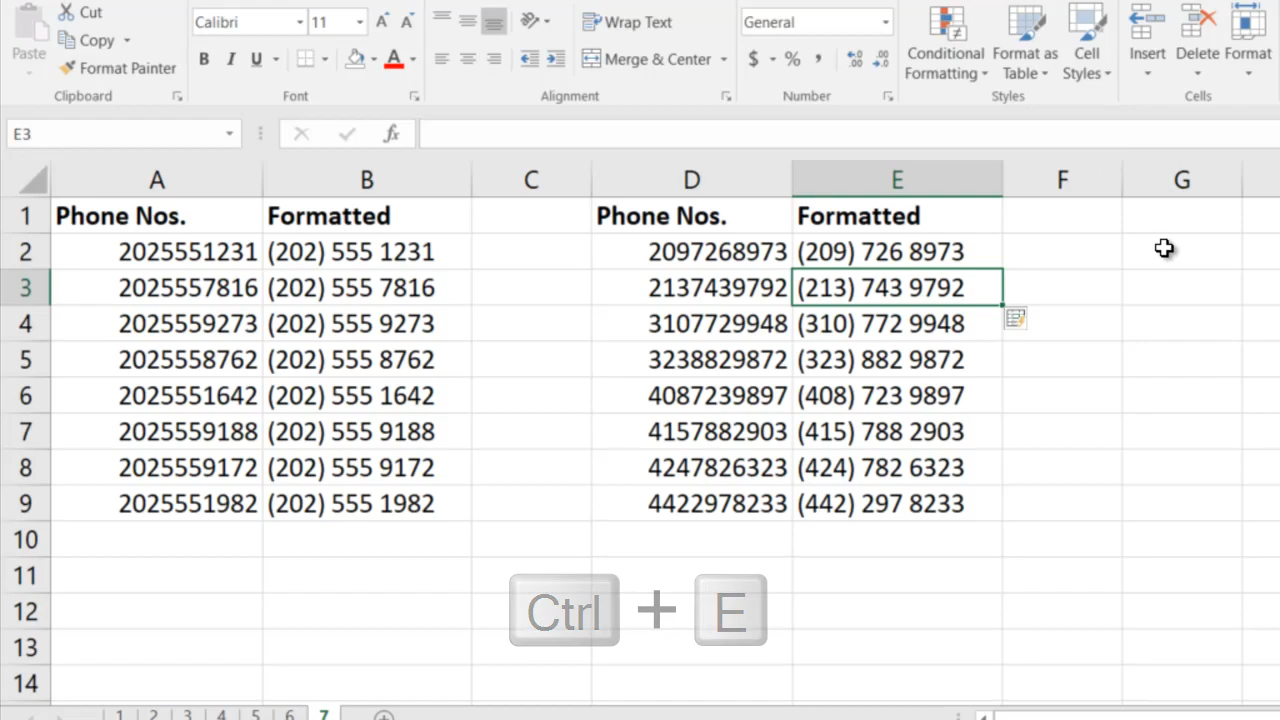 Cut
Calibri 11 A A
Wrap Text
General
Copy
Paste
Format Painter
B I U A
Merge & Center
$ % ,
Conditional Formatting
Format as Table
Cell Styles
Insert
Delete
Format
Clipboard
Font
Alignment
Number
Styles
Cells
E3 fx
A B C D E F G
1 Phone Nos. Formatted Phone Nos. Formatted
2 2025551231 (202) 555 1231 2097268973 (209) 726 8973
3 2025557816 (202) 555 7816 2137439792 (213) 743 9792
4 2025559273 (202) 555 9273 3107729948 (310) 772 9948
5 2025558762 (202) 555 8762 3238829872 (323) 882 9872
6 2025551642 (202) 555 1642 4087239897 (408) 723 9897
7 2025559188 (202) 555 9188 4157882903 (415) 788 2903
8 2025559172 (202) 555 9172 4247826323 (424) 782 6323
9 2025551982 (202) 555 1982 4422978233 (442) 297 8233
10
11
12 Ctrl + E
13
14
1 2 3 4 5 6 7